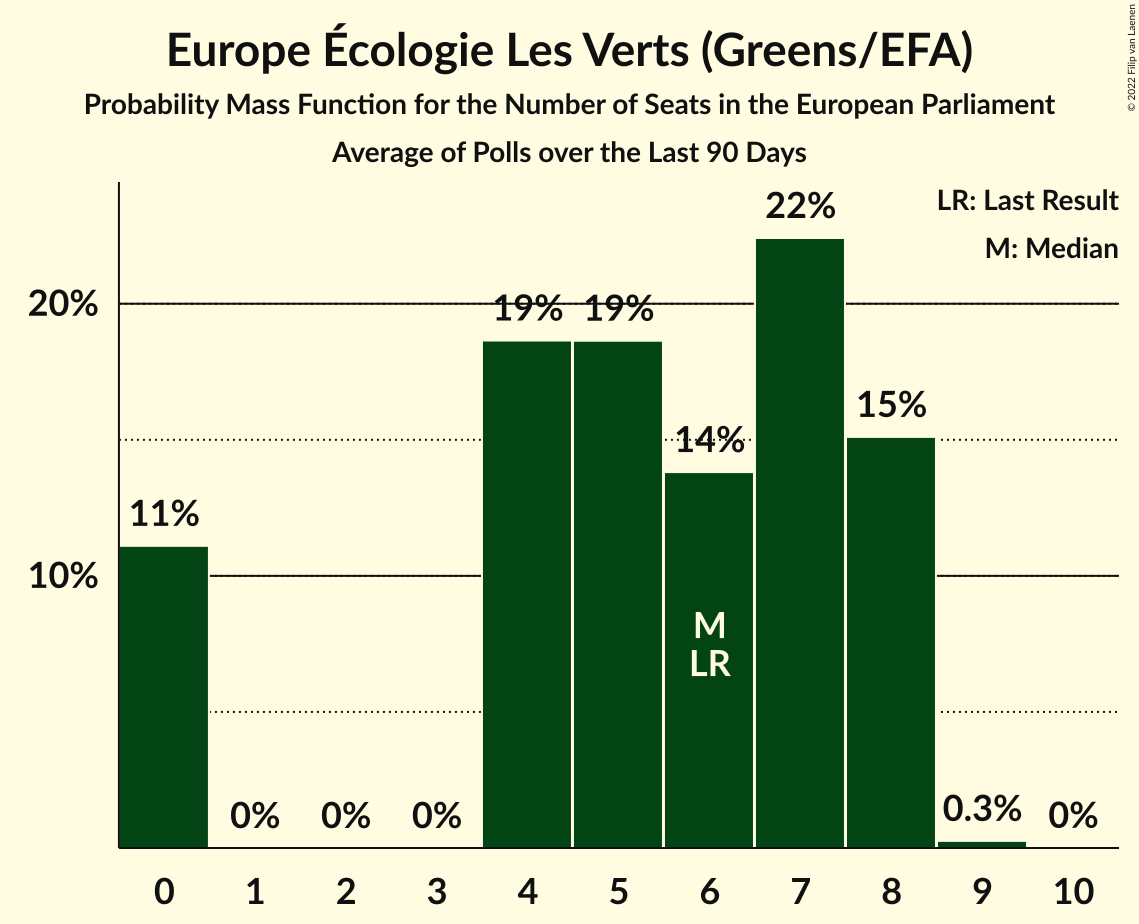 Europe Écologie Les Verts (Greens/EFA)
Probability Mass Function for the Number of Seats in the European Parliament
Average of Polls over the Last 90 Days
© 2022 Filip van Laenen
LR: Last Result
M: Median
20%
10%
11%
0%
0%
0%
19%
19%
14%
22%
15%
0.3%
0%
M
LR
0 1 2 3 4 5 6 7 8 9 10